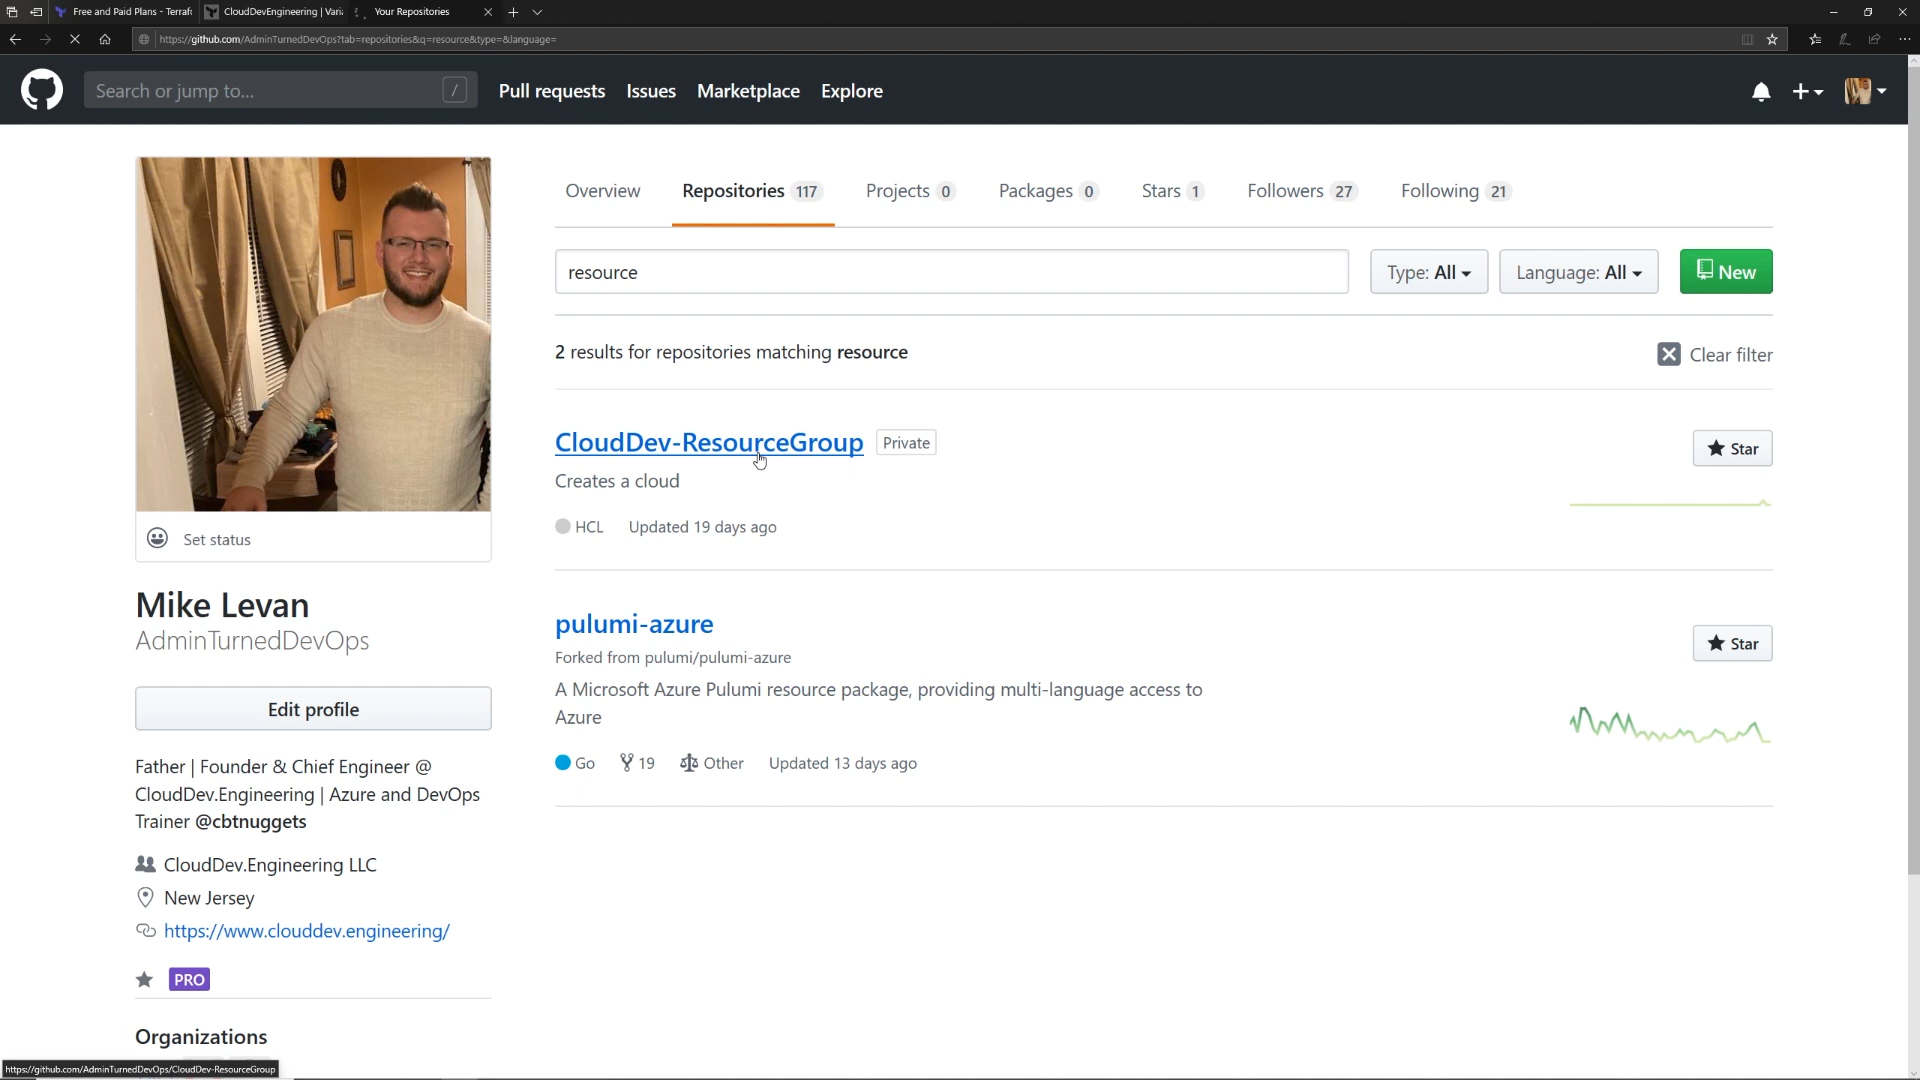 Free and Paid Plans - Terraf
CloudDevEngineering | Vari
Your Repositories
https://github.com/AdminTurnedDevOps?tab=repositories&q=resource&type=&language=
Search or jump to...
/
Pull requests
Issues
Marketplace
Explore
Overview
Repositories 117
Projects 0
Packages 0
Stars 1
Followers 27
Following 21
resource
Type: All
Language: All
New
2 results for repositories matching resource
Clear filter
CloudDev-ResourceGroup
Private
Star
Creates a cloud
HCL
Updated 19 days ago
pulumi-azure
Star
Forked from pulumi/pulumi-azure
A Microsoft Azure Pulumi resource package, providing multi-language access to
Azure
Go
19
Other
Updated 13 days ago
Set status
Mike Levan
AdminTurnedDevOps
Edit profile
Father | Founder & Chief Engineer @
CloudDev.Engineering | Azure and DevOps
Trainer @cbtnuggets
CloudDev.Engineering LLC
New Jersey
https://www.clouddev.engineering/
PRO
Organizations
https://github.com/AdminTurnedDevOps/CloudDev-ResourceGroup